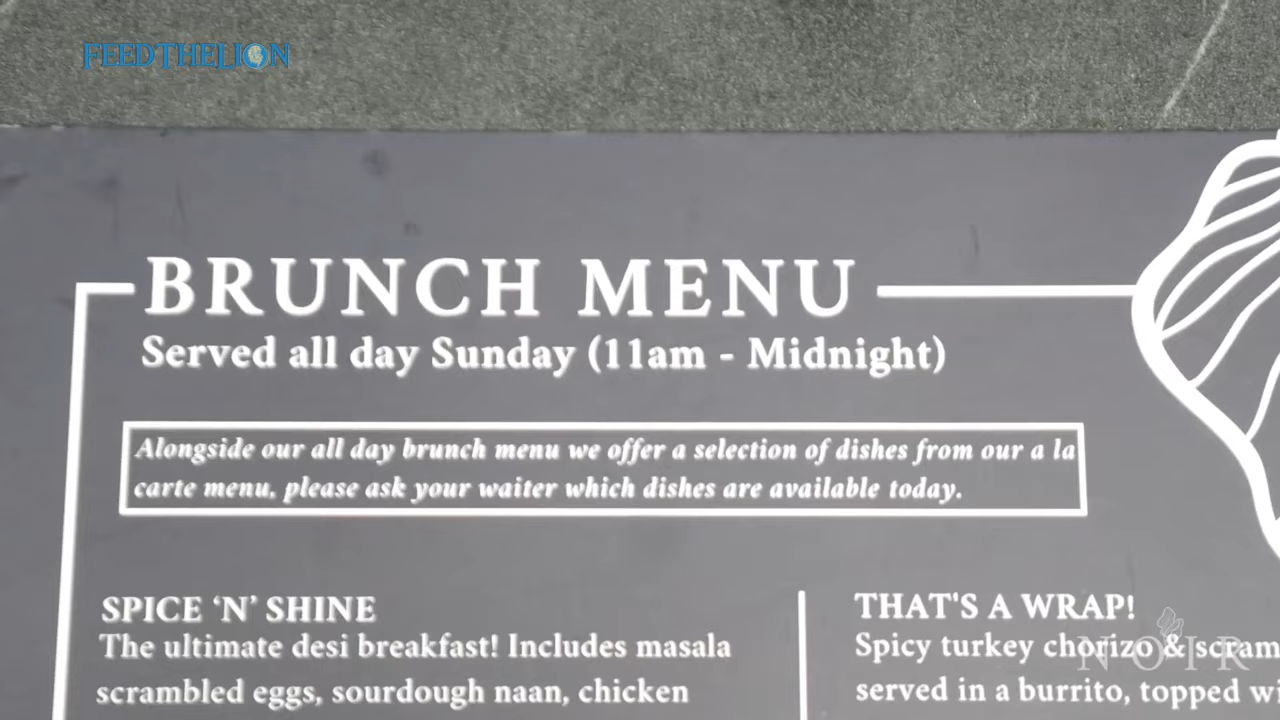 FEEDTHELION
BRUNCH MENU
Served all day Sunday (11am - Midnight)
Alongside our all day brunch menu we offer a selection of dishes from our a la
carte menu, please ask your waiter which dishes are available today.
SPICE ‘N’ SHINE
The ultimate desi breakfast! Includes masala
scrambled eggs, sourdough naan, chicken
THAT'S A WRAP!
Spicy turkey chorizo & scram
served in a burrito, topped wi
NOIR